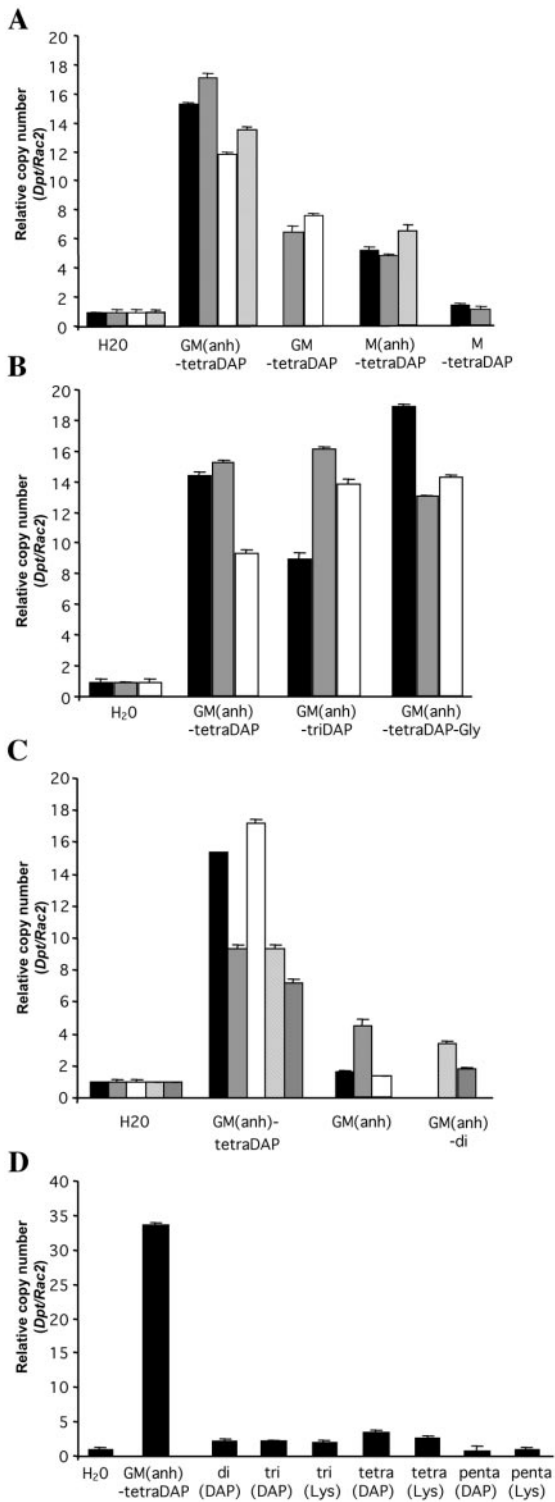 A
Relative copy number
(Dpt/Rac2)
20
18
16
14
12
10
8
6
4
2
0
H20
GM(anh)
-tetraDAP
GM
-tetraDAP
M(anh)
-tetraDAP
M
-tetraDAP
B
Relative copy number
(Dpt/Rac2)
20
18
16
14
12
10
8
6
4
2
0
H₂0
GM(anh)
-tetraDAP
GM(anh)
-triDAP
GM(anh)
-tetraDAP-Gly
C
Relative copy number
(Dpt/Rac2)
20
18
16
14
12
10
8
6
4
2
0
H20
GM(anh)-
tetraDAP
GM(anh)
GM(anh)
-di
D
Relative copy number
(Dpt/Rac2)
40
35
30
25
20
15
10
5
0
H₂0
GM(anh)
-tetraDAP
di
(DAP)
tri
(DAP)
tri
(Lys)
tetra
(DAP)
tetra
(Lys)
penta
(DAP)
penta
(Lys)